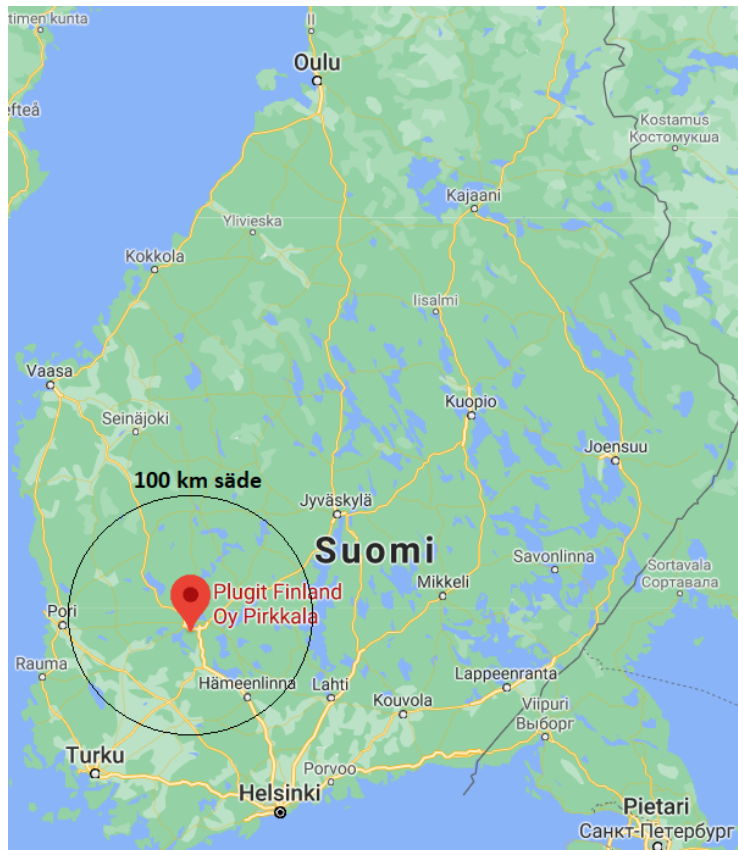 timen kunta
II
Oulu
efteå
Kostamus
Костомукша
Kajaani
Ylivieska
Kokkola
Iisalmi
Vaasa
Kuopio
Seinäjoki
Joensuu
100 km säde
Jyväskylä
Suomi
Savonlinna
Sortavala
Сортавала
Mikkeli
Plugit Finland
Oy Pirkkala
Pori
Rauma
Hämeenlinna
Lahti
Lappeenranta
Kouvola
Viipuri
Выборг
Turku
Porvoo
Helsinki
Pietari
Санкт-Петербург